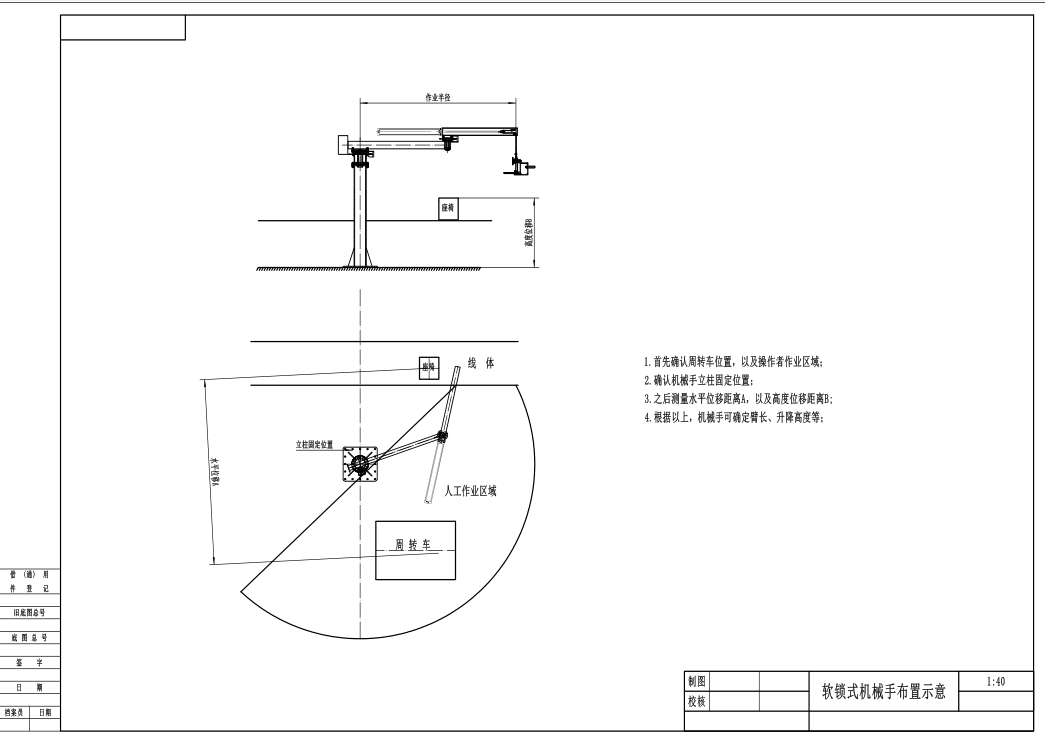 作业半径
座椅
高度位移B
座椅
线 体
立柱固定位置
水平位移A
人工作业区域
周 转 车
1.首先确认周转车位置，以及操作者作业区域；
2.确认机械手立柱固定位置；
3.之后测量水平位移距离A，以及高度位移距离B；
4.根据以上，机械手可确定臂长、升降高度等；
借 (通) 用
件 登 记
旧底图总号
底 图 总 号
签 字
日 期
档案员 日期
制图
校核
软锁式机械手布置示意
1:40